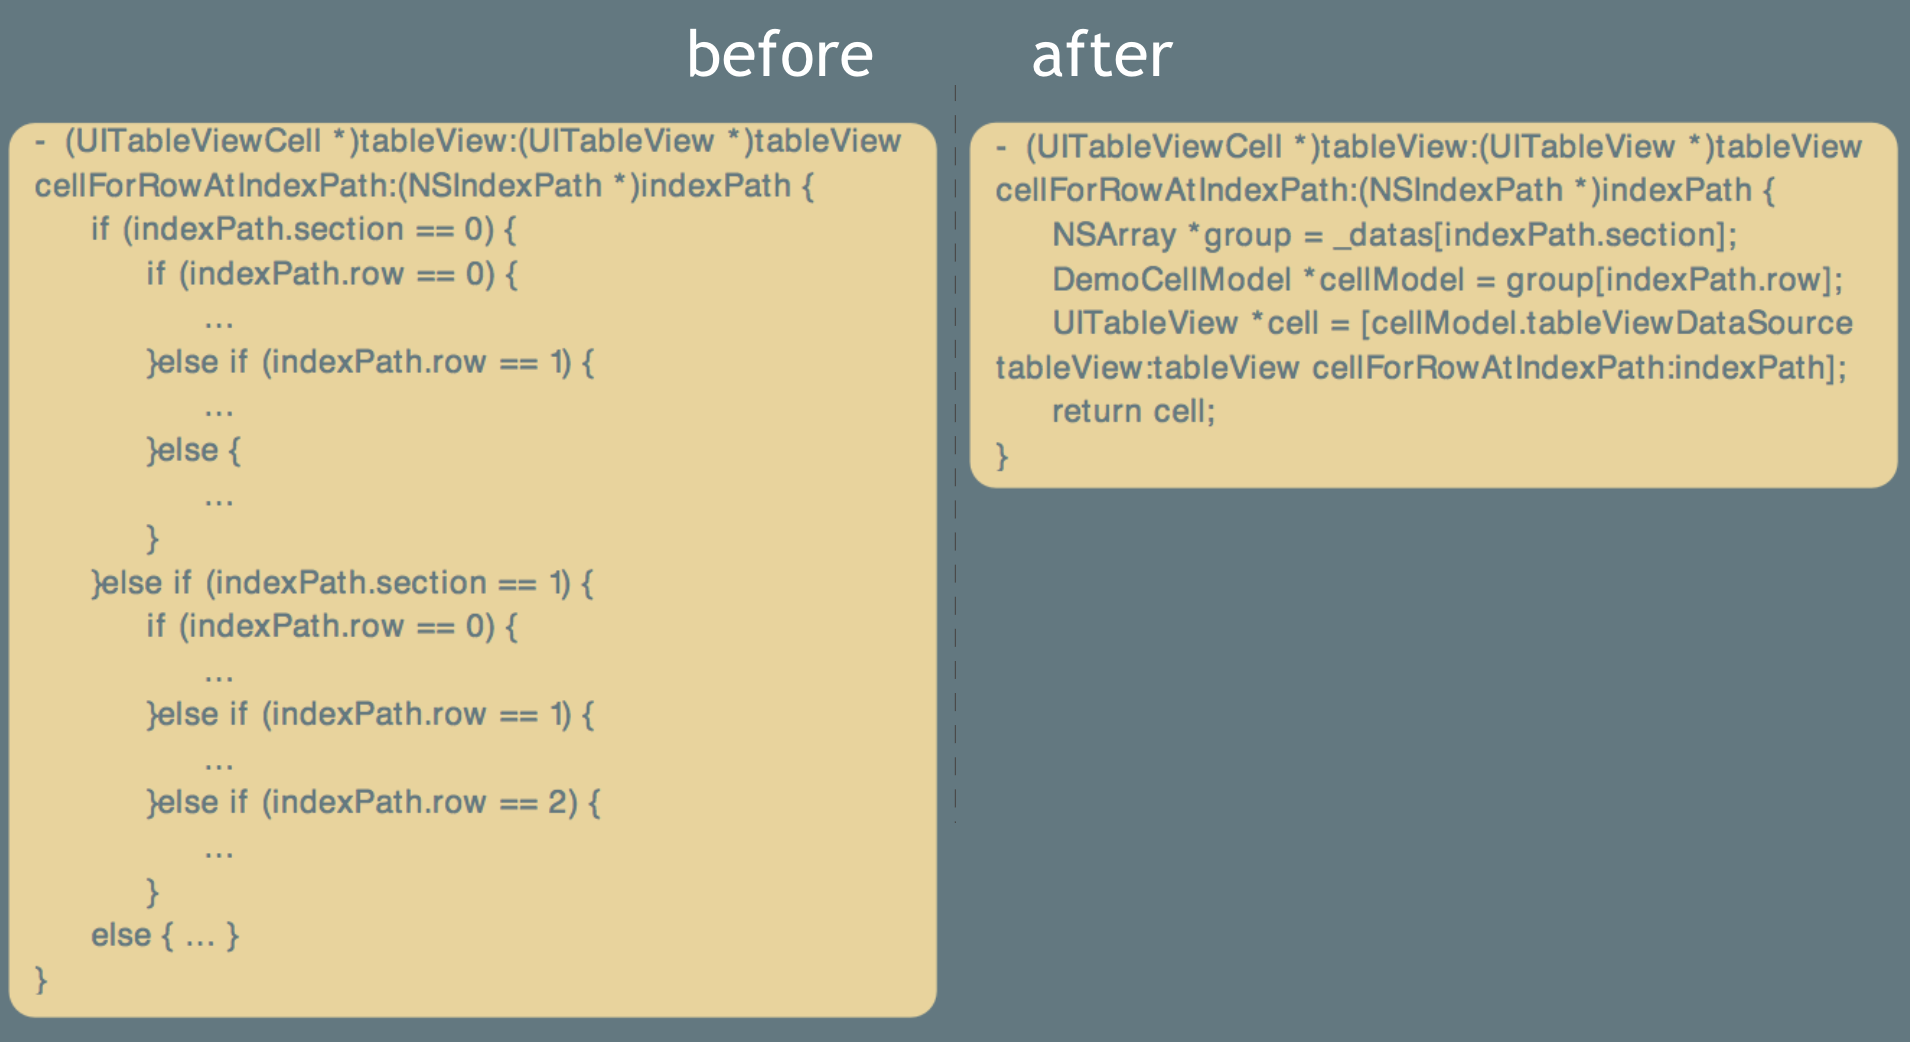 before
after
- (UITableViewCell *)tableView:(UITableView *)tableView
cellForRowAtIndexPath:(NSIndexPath *)indexPath {
if (indexPath.section == 0) {
if (indexPath.row == 0) {
...
}else if (indexPath.row == 1) {
...
}else {
...
}
}else if (indexPath.section == 1) {
if (indexPath.row == 0) {
...
}else if (indexPath.row == 1) {
...
}else if (indexPath.row == 2) {
...
}
else { ... }
}
- (UITableViewCell *)tableView:(UITableView *)tableView
cellForRowAtIndexPath:(NSIndexPath *)indexPath {
NSArray *group = _datas[indexPath.section];
DemoCellModel *cellModel = group[indexPath.row];
UITableView *cell = [cellModel.tableViewDataSource
tableView:tableView cellForRowAtIndexPath:indexPath];
return cell;
}